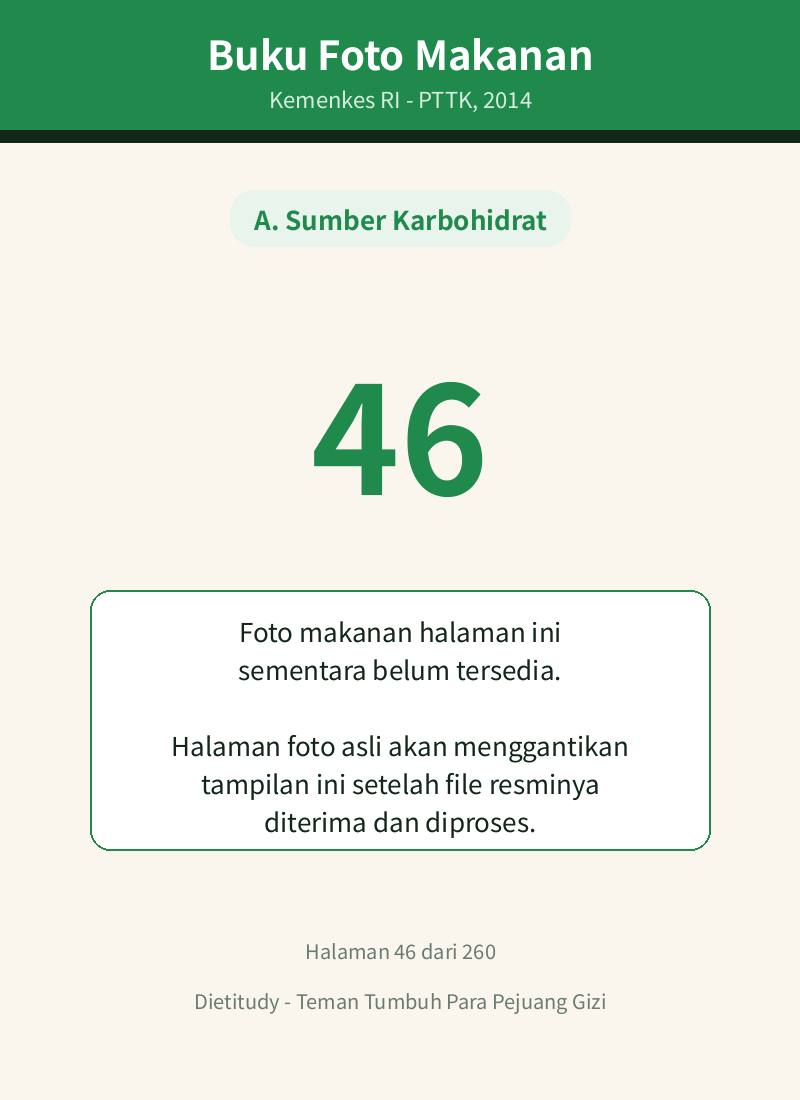 Buku Foto Makanan
Kemenkes RI - PTTK, 2014
A. Sumber Karbohidrat
46
Foto makanan halaman ini
sementara belum tersedia.
Halaman foto asli akan menggantikan
tampilan ini setelah file resminya
diterima dan diproses.
Halaman 46 dari 260
Dietitudy - Teman Tumbuh Para Pejuang Gizi